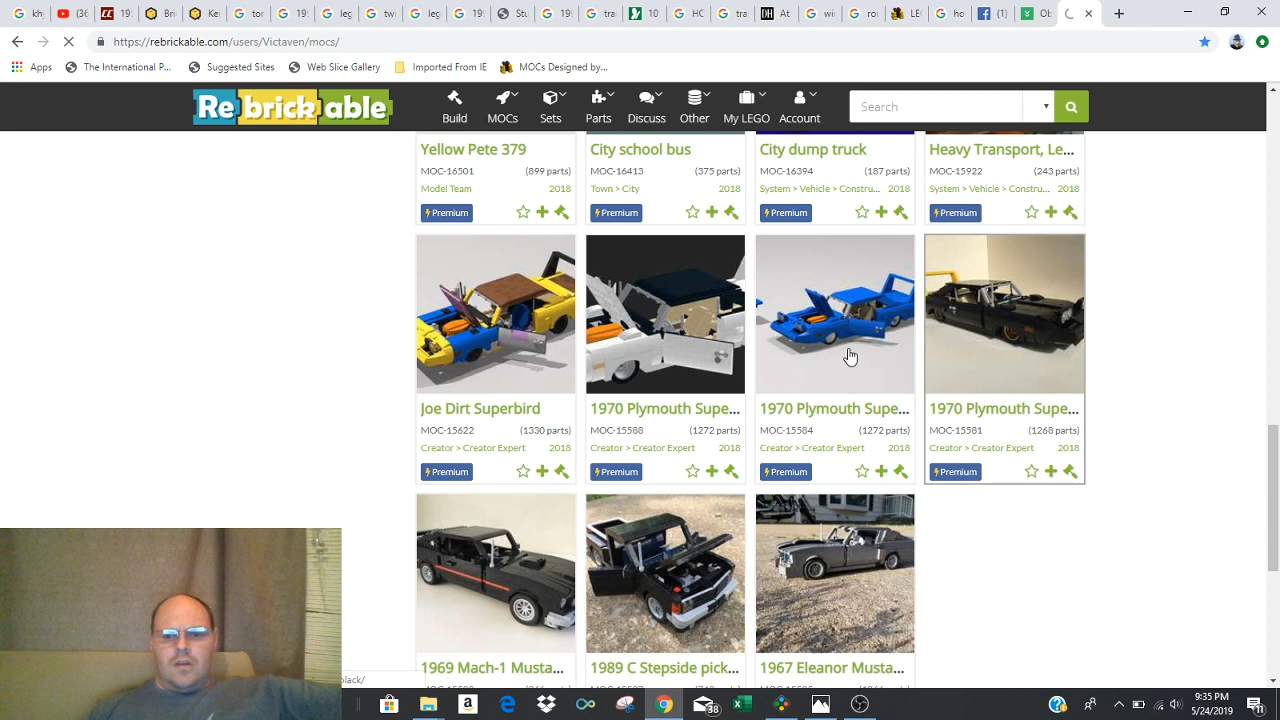 https://rebrickable.com/users/Victaven/mocs/
Apps
The International P...
Suggested Sites
Web Slice Gallery
Imported From IE
MOCs Designed by...
Re brick able
Build
MOCs
Sets
Parts
Discuss
Other
My LEGO
Account
Search
Yellow Pete 379
MOC-16501 (899 parts)
Model Team 2018
Premium
City school bus
MOC-16413 (375 parts)
Town > City 2018
Premium
City dump truck
MOC-16394 (187 parts)
System > Vehicle > Constru... 2018
Premium
Heavy Transport, Le...
MOC-15922 (243 parts)
System > Vehicle > Constru... 2018
Premium
Joe Dirt Superbird
MOC-15622 (1330 parts)
Creator > Creator Expert 2018
Premium
1970 Plymouth Supe...
MOC-15588 (1272 parts)
Creator > Creator Expert 2018
Premium
1970 Plymouth Supe...
MOC-15584 (1272 parts)
Creator > Creator Expert 2018
Premium
1970 Plymouth Supe...
MOC-15581 (1268 parts)
Creator > Creator Expert 2018
Premium
1969 Mach-1 Musta...
1989 C Stepside pick...
1967 Eleanor Musta...
olack/
38
9:35 PM
5/24/2019